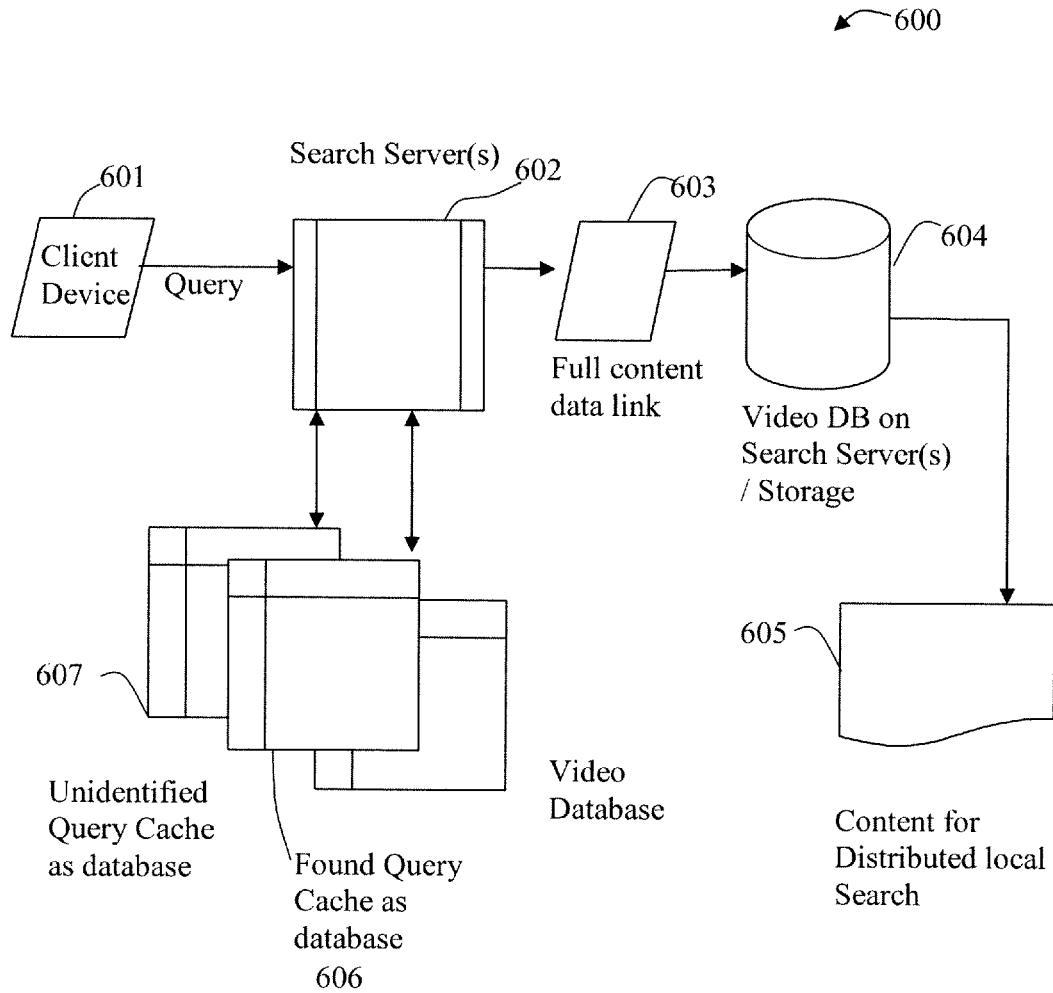 600
Search Server(s)
601
602
603
604
Client
Device
Query
Full content
data link
Video DB on
Search Server(s)
/ Storage
605
607
Unidentified
Query Cache
as database
Found Query
Cache as
database
606
Video
Database
Content for
Distributed local
Search